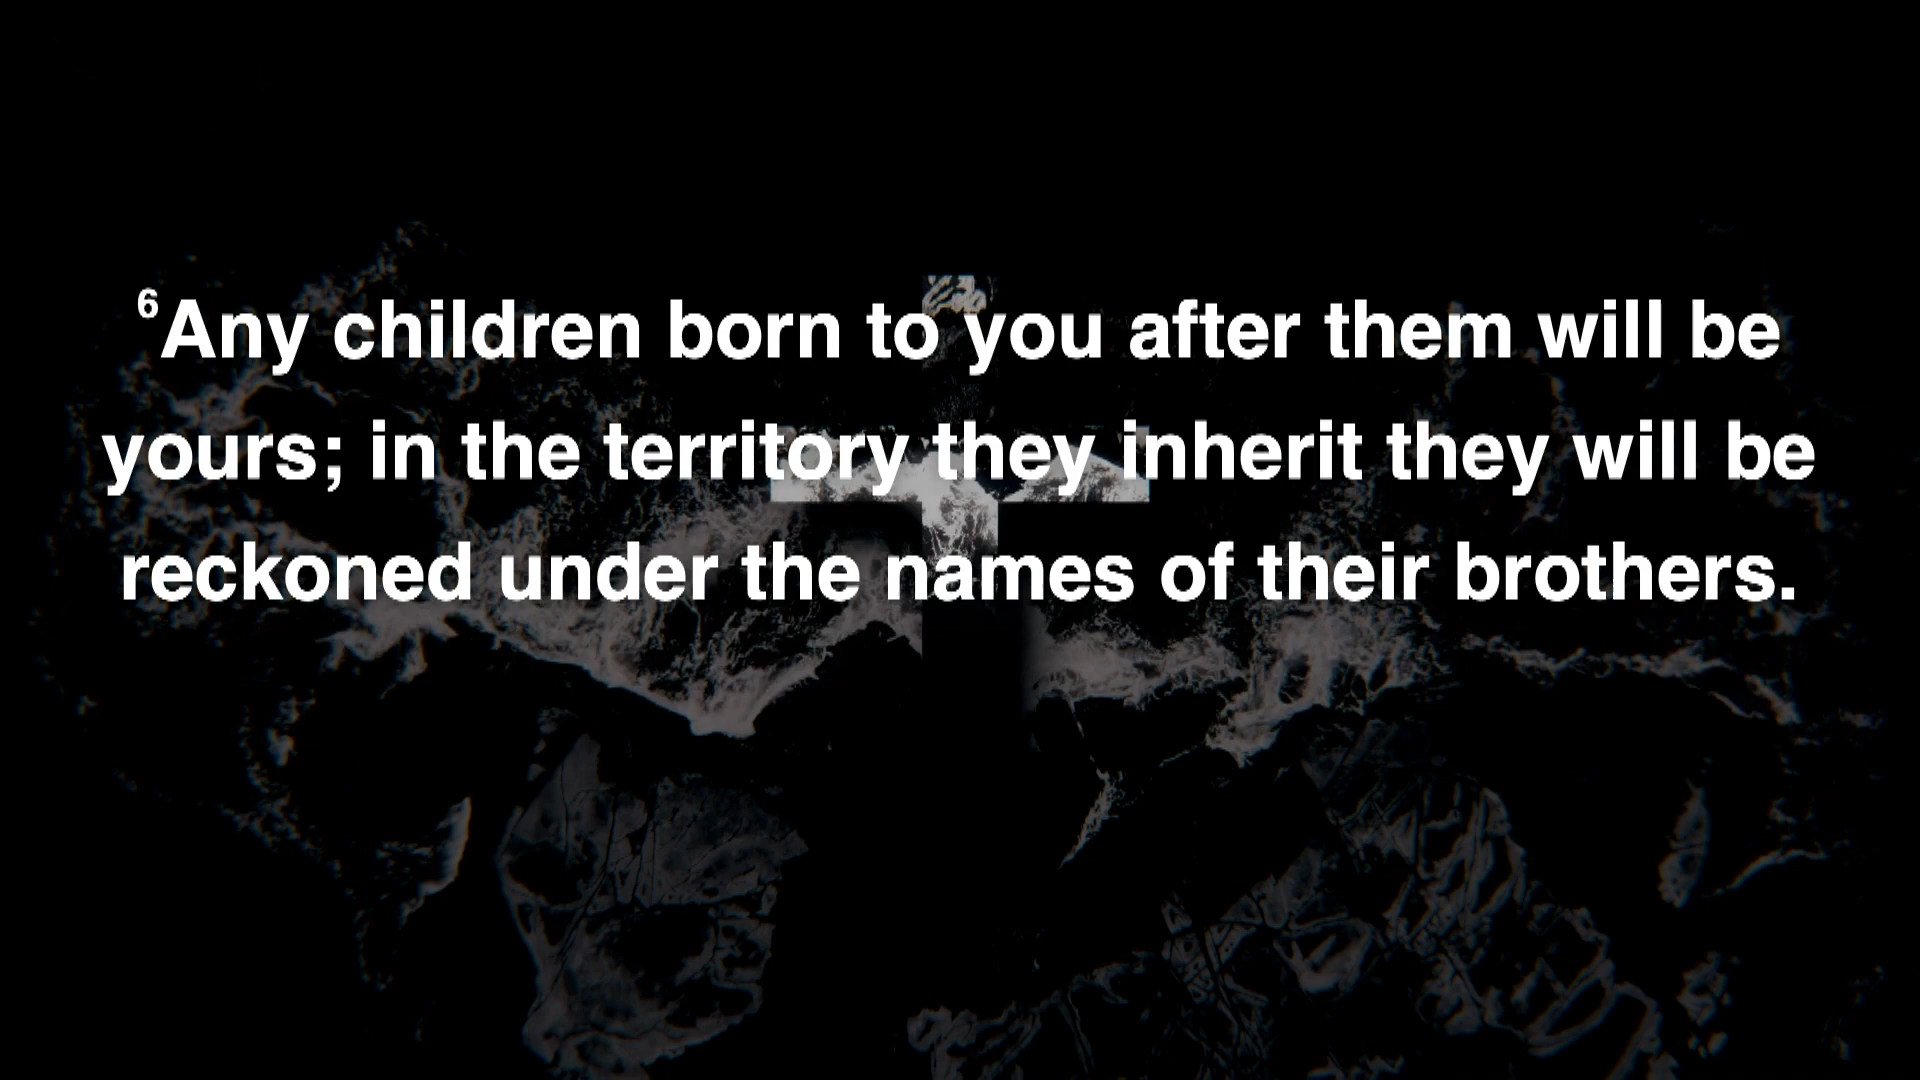 ⁶Any children born to you after them will be
yours; in the territory they inherit they will be
reckoned under the names of their brothers.